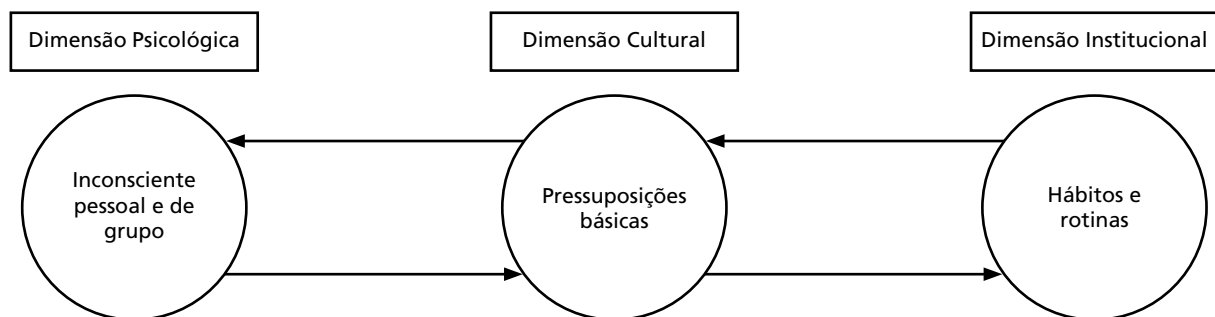 Dimensão Psicológica
Dimensão Cultural
Dimensão Institucional
Inconsciente
pessoal e de
grupo
Pressuposições
básicas
Hábitos e
rotinas